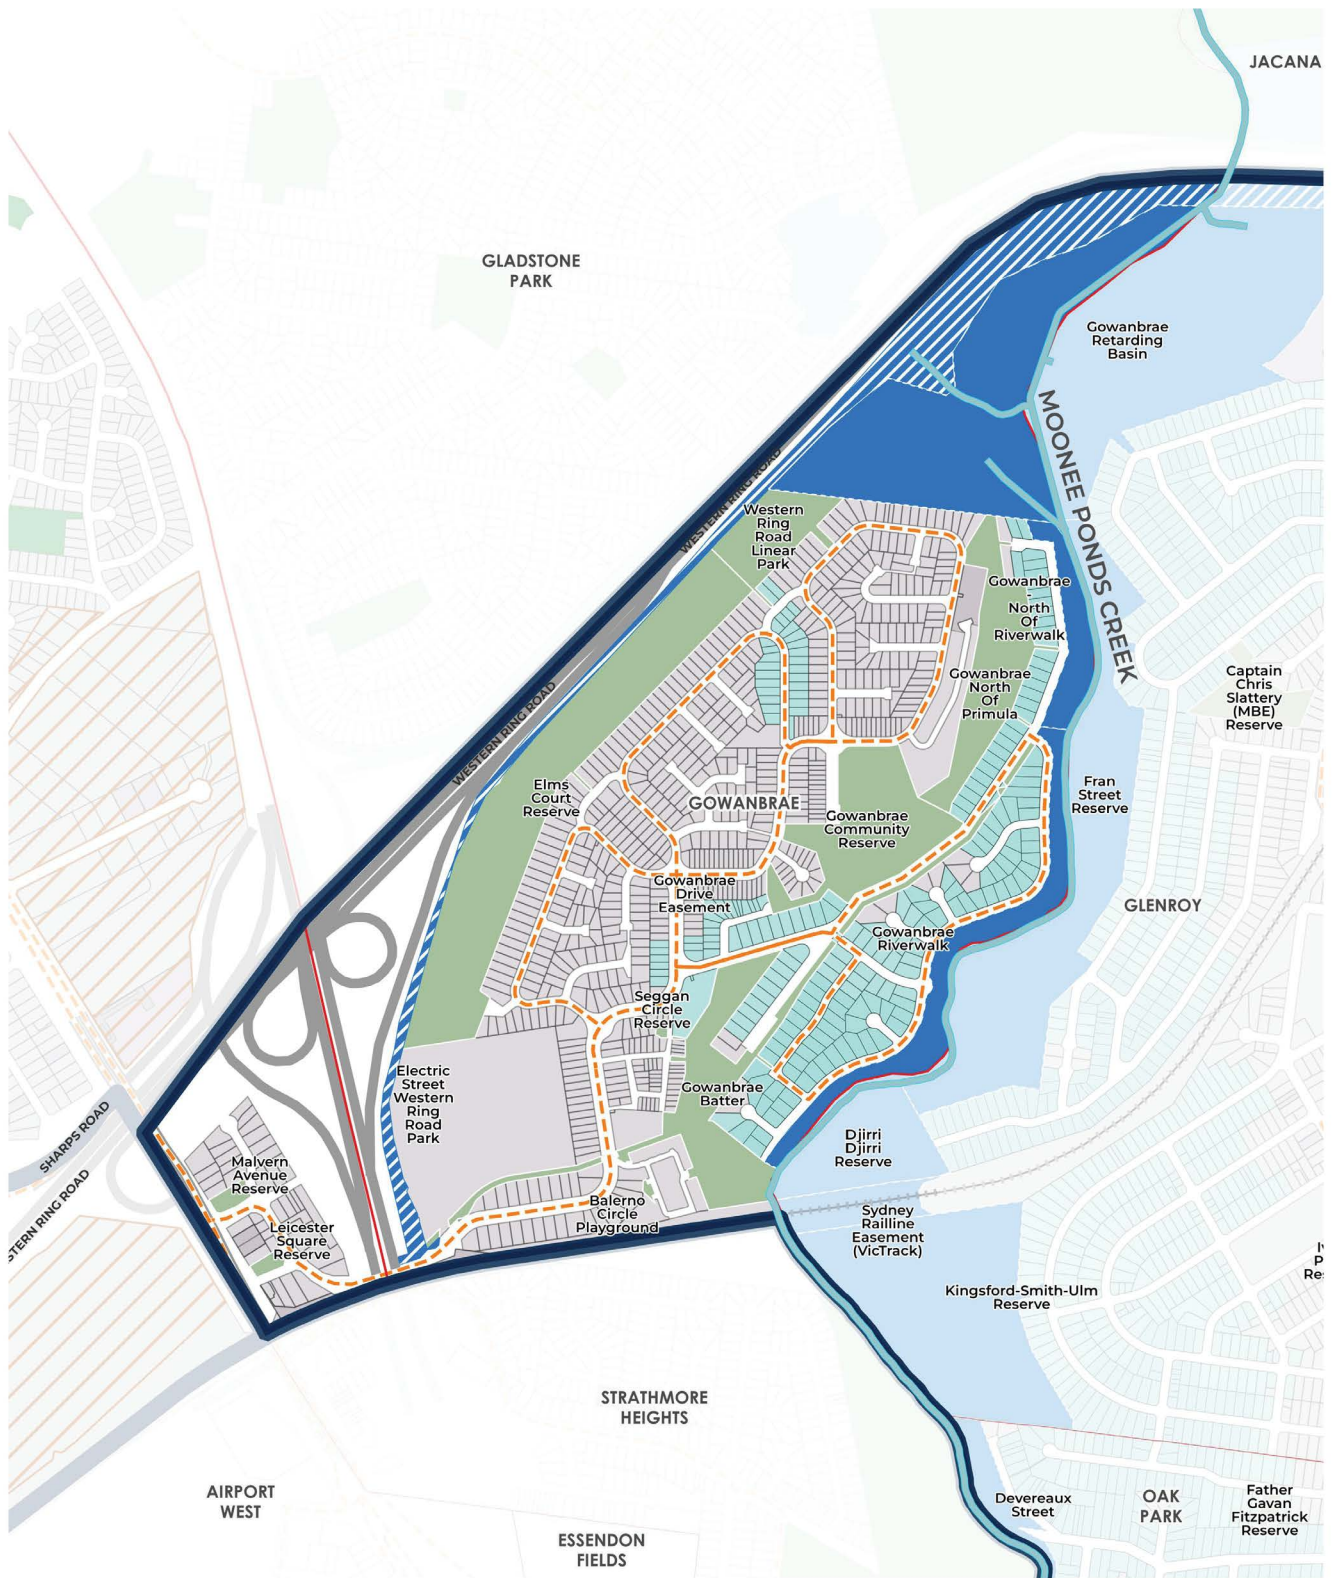 JACANA
GLADSTONE
PARK
Gowanbrae
Retarding
Basin
MOONEE PONDS CREEK
WESTERN RING ROAD
Western
Ring
Road
Linear
Park
Gowanbrae
-
North
Of
Riverwalk
Gowanbrae
North
Of
Primula
Captain
Chris
Slattery
(MBE)
Reserve
WESTERN RING ROAD
Elms
Court
Reserve
GOWANBRAE
Gowanbrae
Community
Reserve
Fran
Street
Reserve
Gowanbrae
Drive
Easement
GLENROY
Gowanbrae
Riverwalk
Seggan
Circle
Reserve
Electric
Street
Western
Ring
Road
Park
Gowanbrae
Batter
SHARPS ROAD
Djirri
Djirri
Reserve
Malvern
Avenue
Reserve
STERN RING ROAD
Leicester
Square
Reserve
Balerno
Circle
Playground
Sydney
Railline
Easement
(VicTrack)
Kingsford-Smith-Ulm
Reserve
STRATHMORE
HEIGHTS
AIRPORT
WEST
Devereaux
Street
OAK
PARK
Father
Gavan
Fitzpatrick
Reserve
ESSENDON
FIELDS